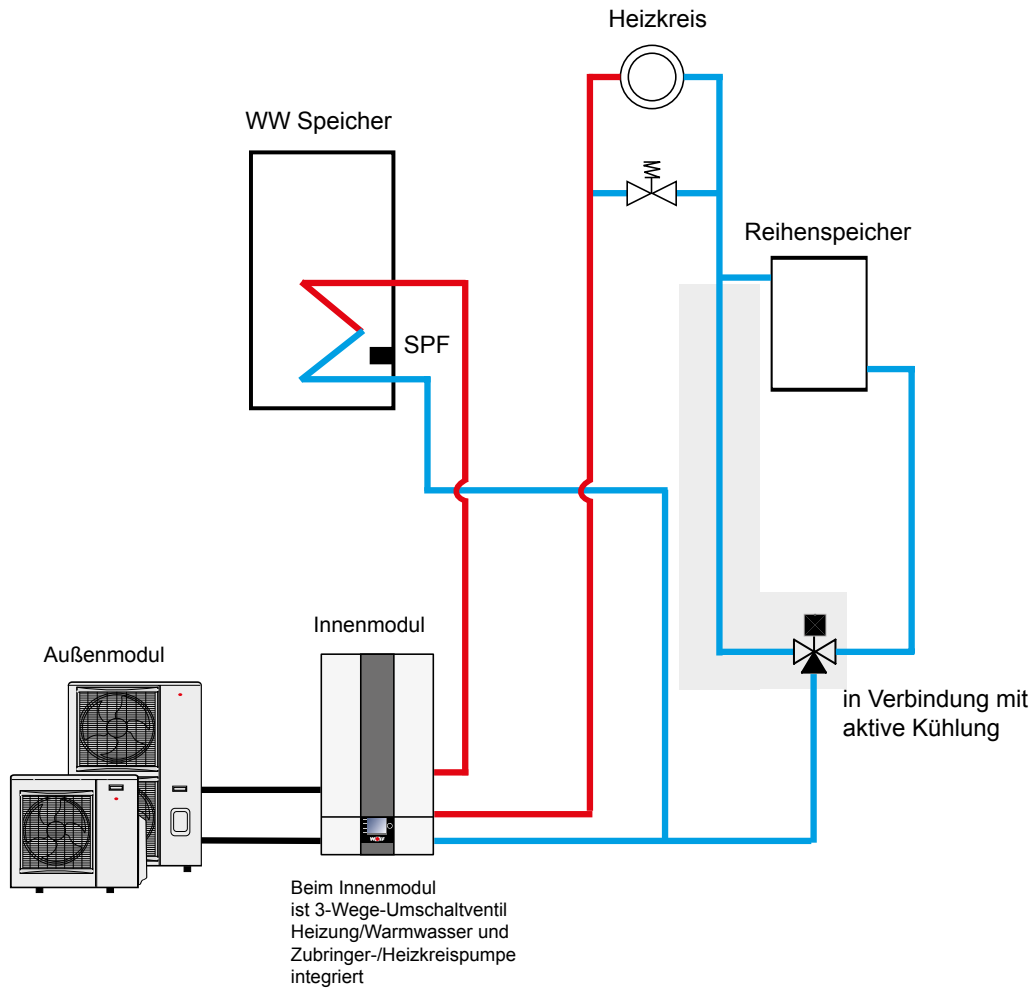 Heizkreis
WW Speicher
Reihenspeicher
SPF
Innenmodul
Außenmodul
in Verbindung mit
aktive Kühlung
WOLF
Beim Innenmodul
ist 3-Wege-Umschaltventil
Heizung/Warmwasser und
Zubringer-/Heizkreispumpe
integriert